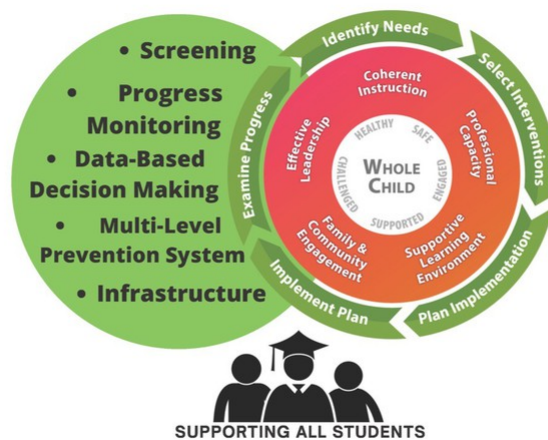 • Screening
• Progress
Monitoring
• Data-Based
Decision Making
• Multi-Level
Prevention System
• Infrastructure
Identify Needs
Select Interventions
Plan Implementation
Implement Plan
Examine Progress
Coherent
Instruction
Professional
Capacity
Supportive
Learning
Environment
Family &
Community
Engagement
Effective
Leadership
HEALTHY
SAFE
ENGAGED
SUPPORTED
CHALLENGED
WHOLE
CHILD
SUPPORTING ALL STUDENTS